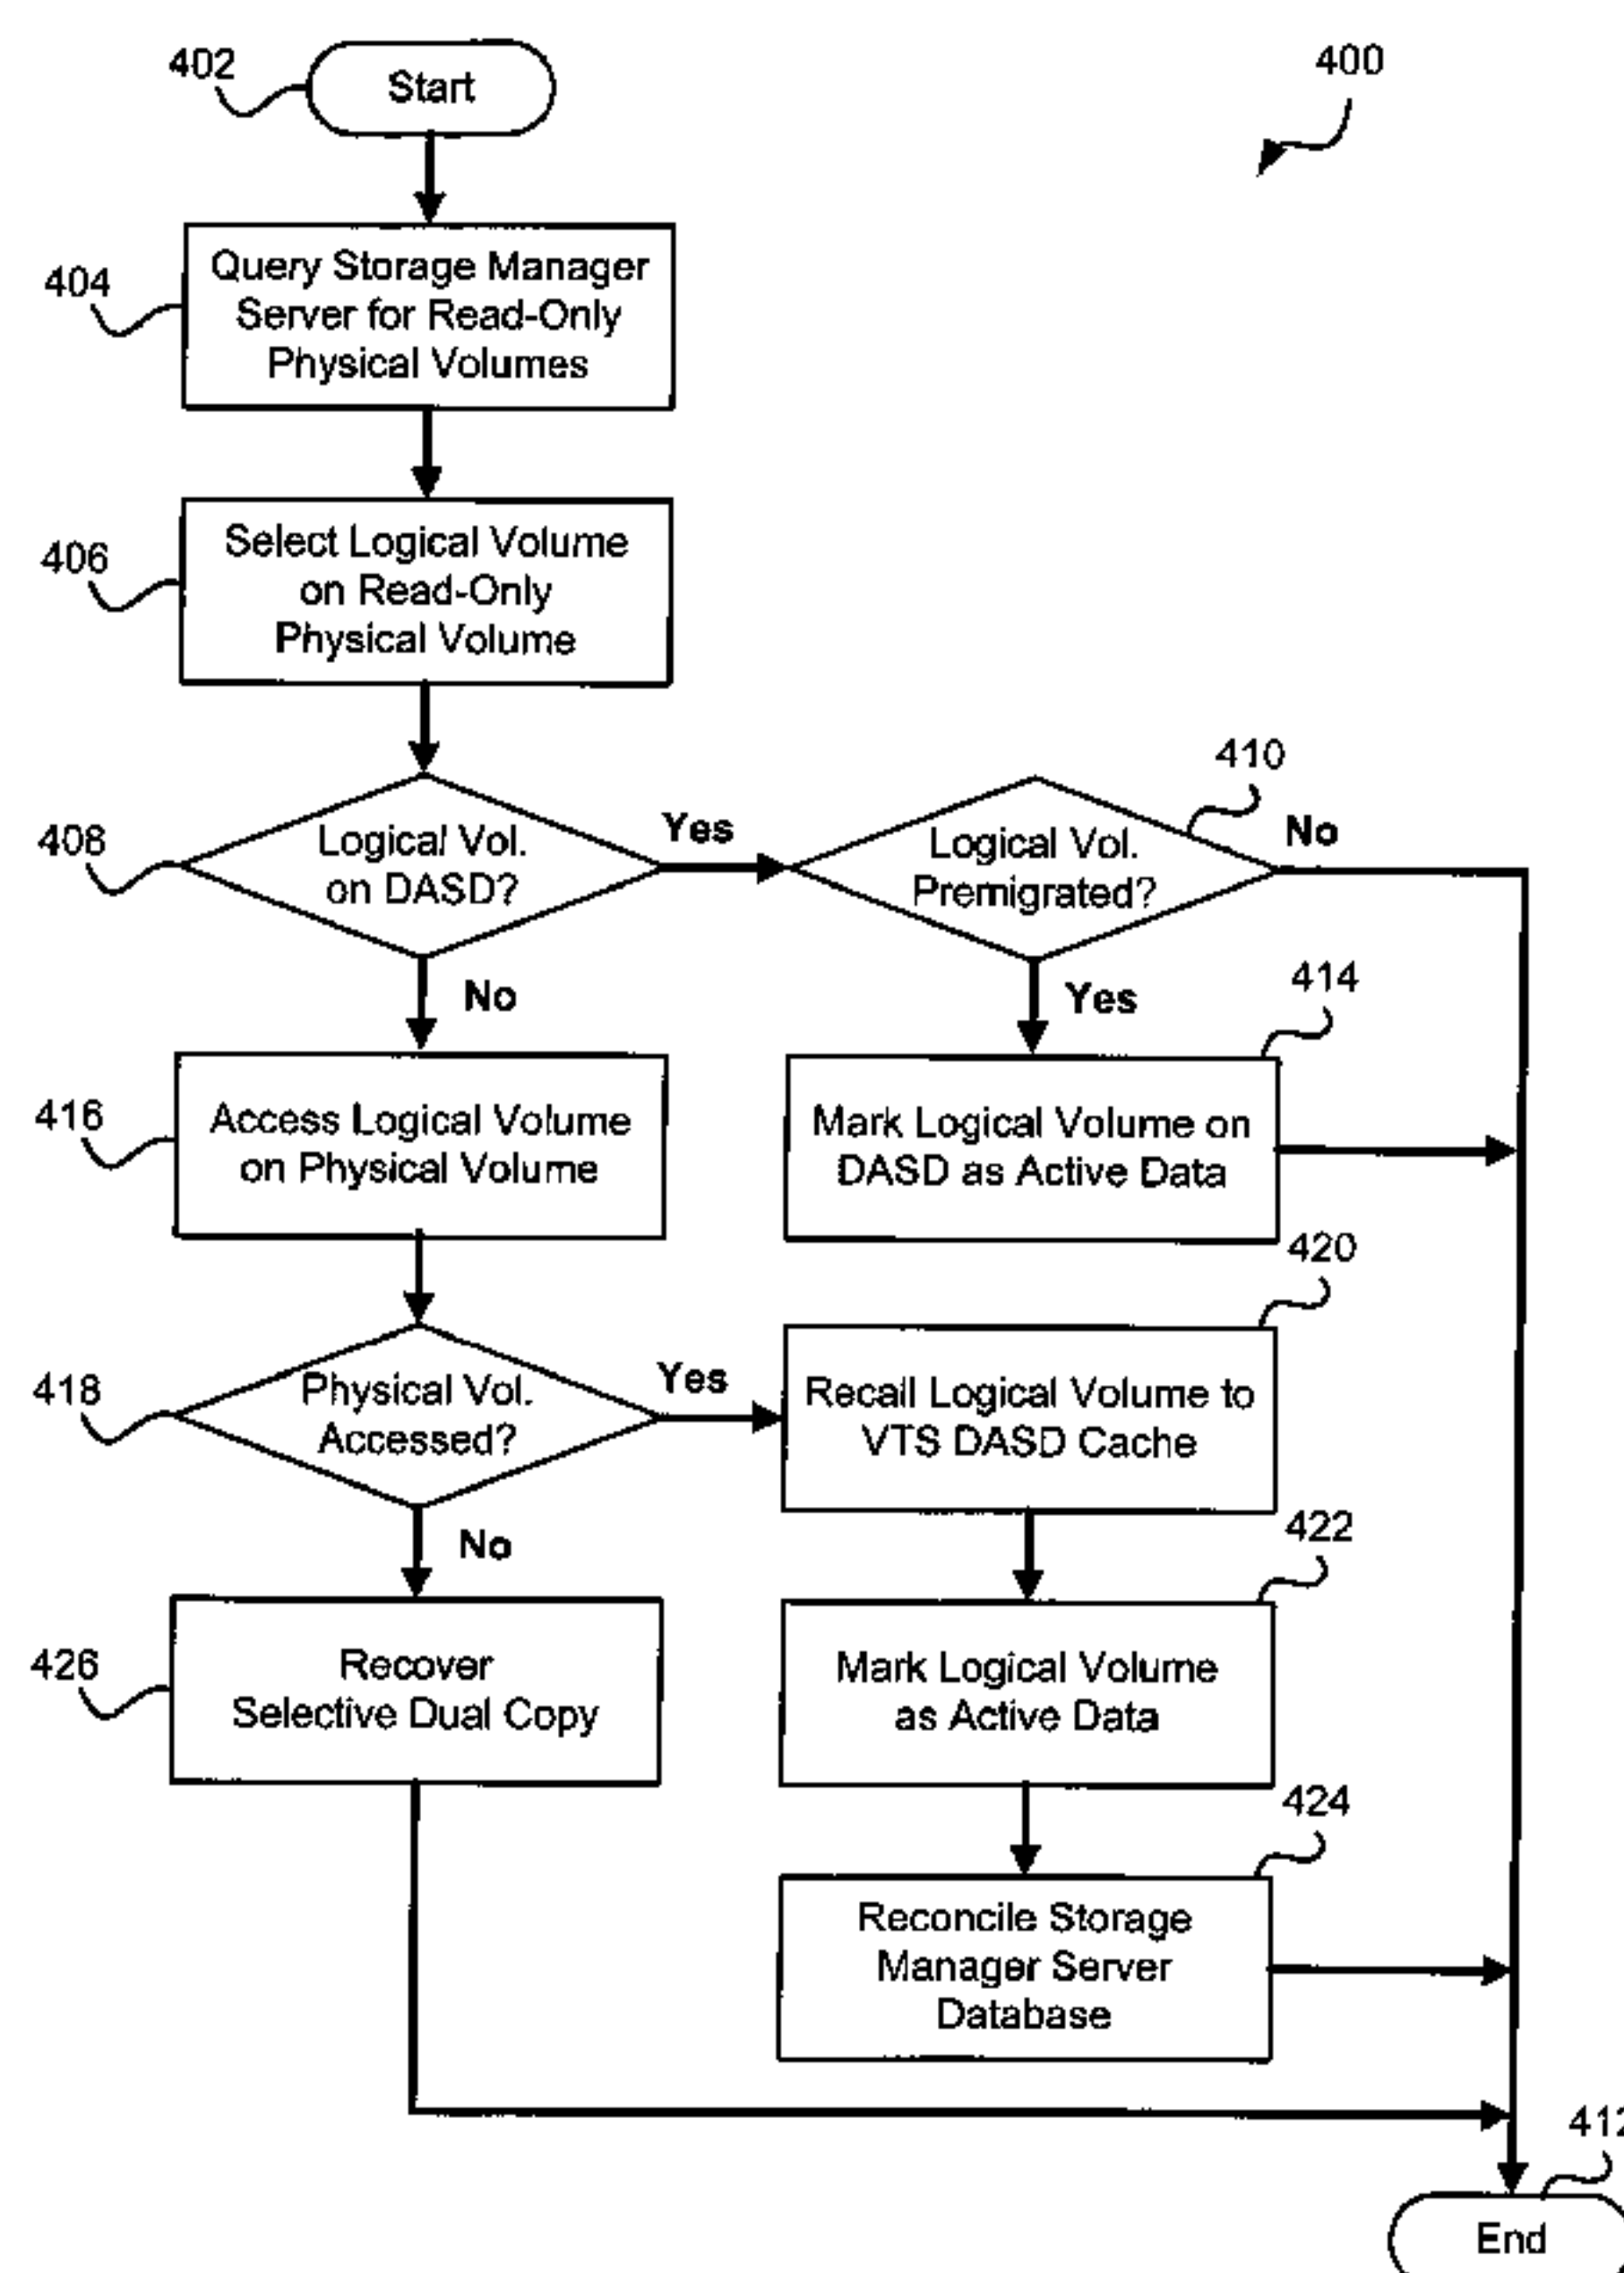 402
Start
400
404
Query Storage Manager
Server for Read-Only
Physical Volumes
406
Select Logical Volume
on Read-Only
Physical Volume
408
Logical Vol.
on DASD?
Yes
410
Logical Vol.
Premigrated?
No
No
Yes
414
416
Access Logical Volume
on Physical Volume
Mark Logical Volume on
DASD as Active Data
420
418
Physical Vol.
Accessed?
Yes
Recall Logical Volume to
VTS DASD Cache
No
422
426
Recover
Selective Dual Copy
Mark Logical Volume
as Active Data
424
Reconcile Storage
Manager Server
Database
412
End